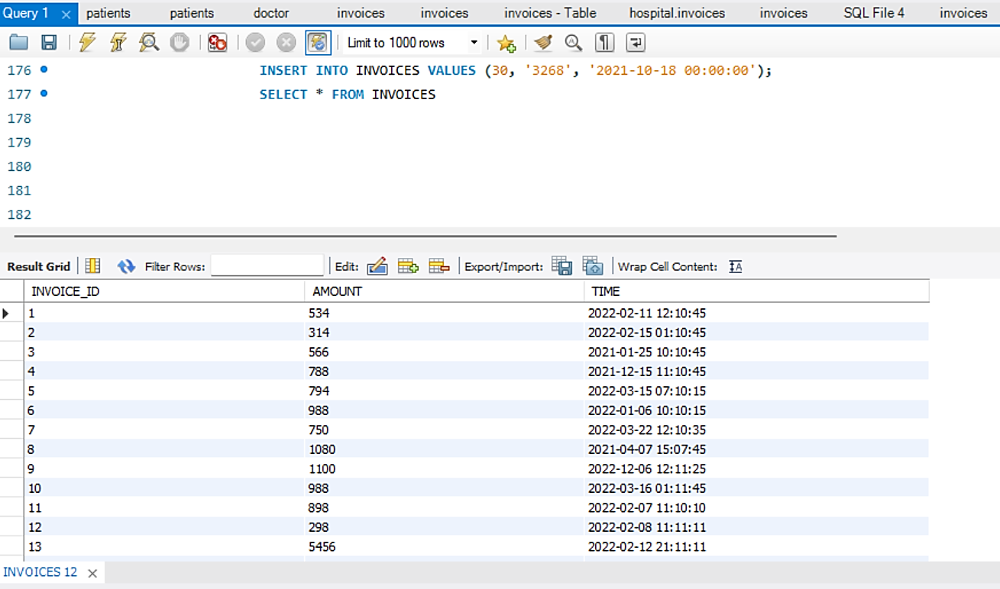 Query 1 patients patients doctor invoices invoices invoices - Table hospital.invoices invoices SQL File 4 invoices
Limit to 1000 rows
176 INSERT INTO INVOICES VALUES (30, '3268', '2021-10-18 00:00:00');
177 SELECT * FROM INVOICES
178
179
180
181
182
Result Grid Filter Rows: Edit: Export/Import: Wrap Cell Content: IA
INVOICE_ID AMOUNT TIME
1 534 2022-02-11 12:10:45
2 314 2022-02-15 01:10:45
3 566 2021-01-25 10:10:45
4 788 2021-12-15 11:10:45
5 794 2022-03-15 07:10:15
6 988 2022-01-06 10:10:15
7 750 2022-03-22 12:10:35
8 1080 2021-04-07 15:07:45
9 1100 2022-12-06 12:11:25
10 988 2022-03-16 01:11:45
11 898 2022-02-07 11:10:10
12 298 2022-02-08 11:11:11
13 5456 2022-02-12 21:11:11
INVOICES 12